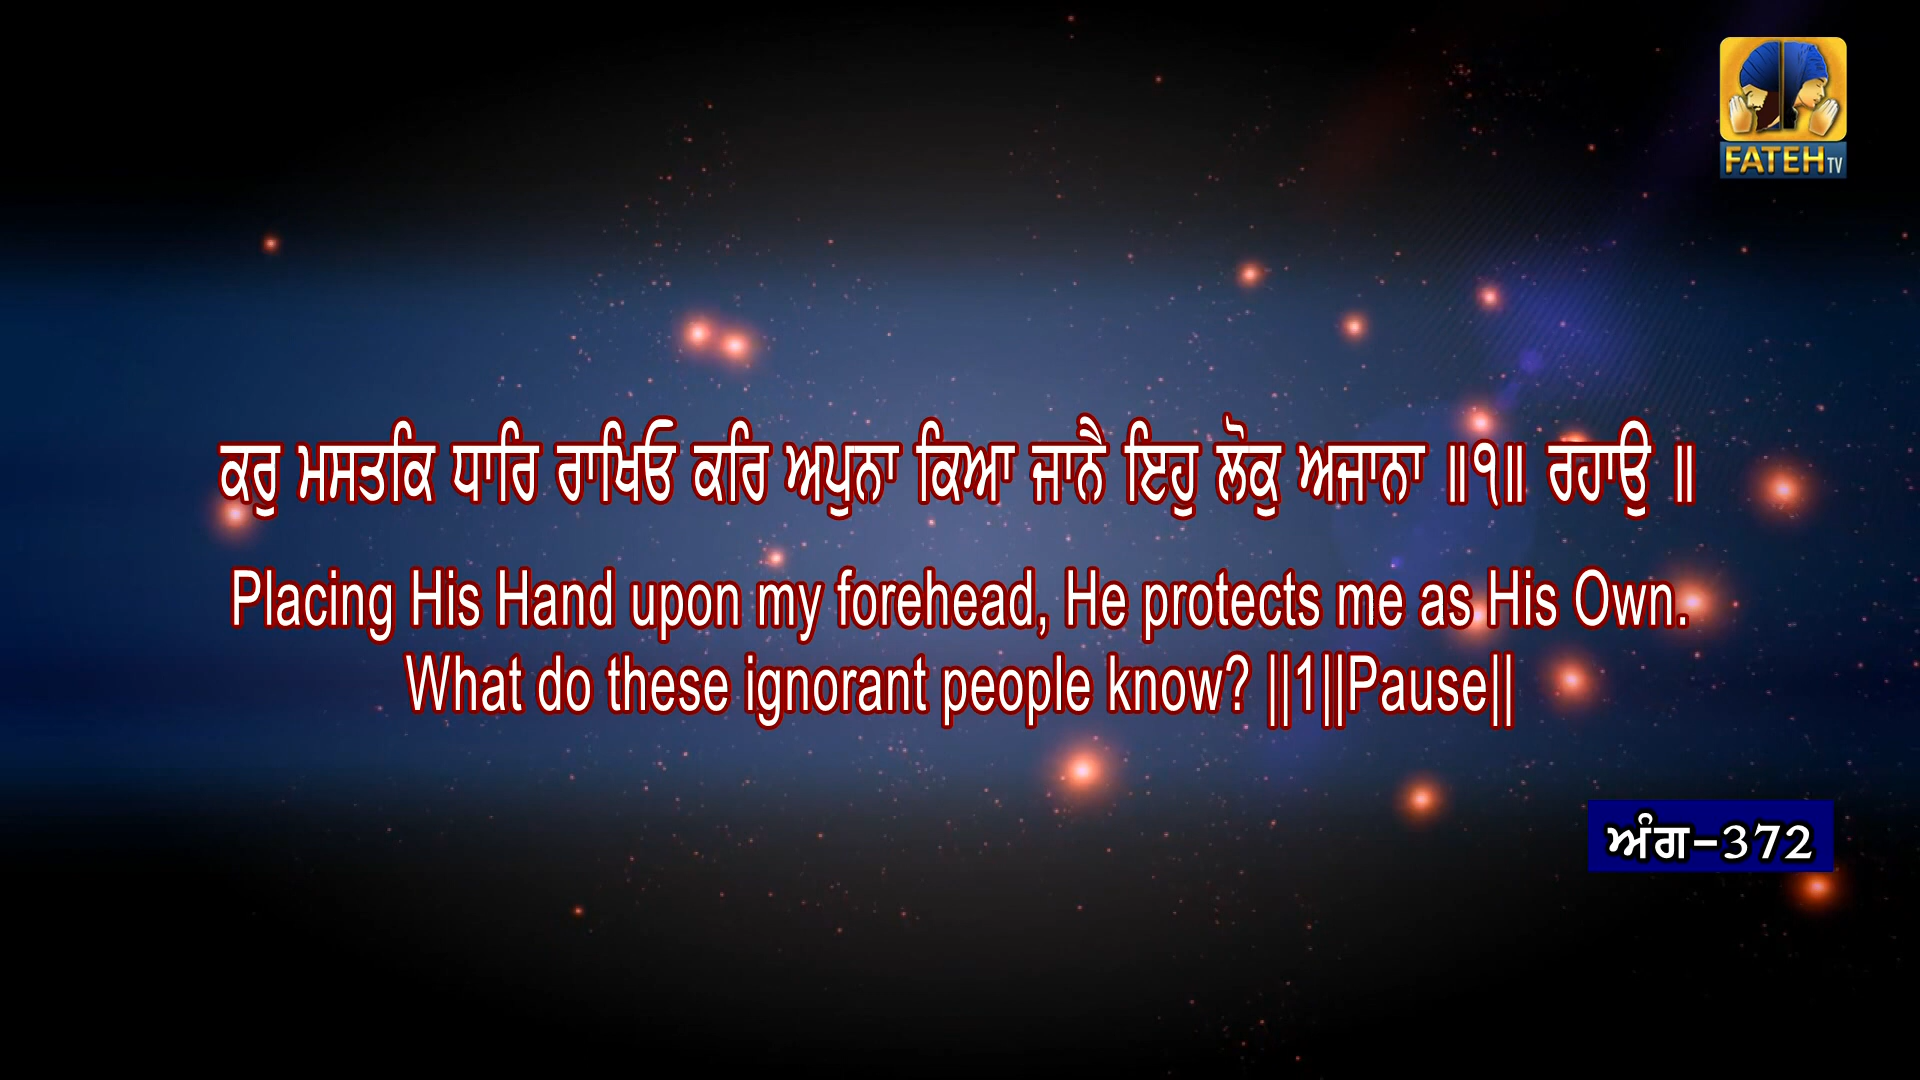 FATEH TV
ਕਰੁ ਮਸਤਕਿ ਧਾਰਿ ਰਾਖਿਓ ਕਰਿ ਅਪੁਨਾ ਕਿਆ ਜਾਨੈ ਇਹੁ ਲੋਕੁ ਅਜਾਨਾ ॥੧॥ ਰਹਾਉ ॥
Placing His Hand upon my forehead, He protects me as His Own.
What do these ignorant people know? ||1||Pause||
ਅੰਗ-372